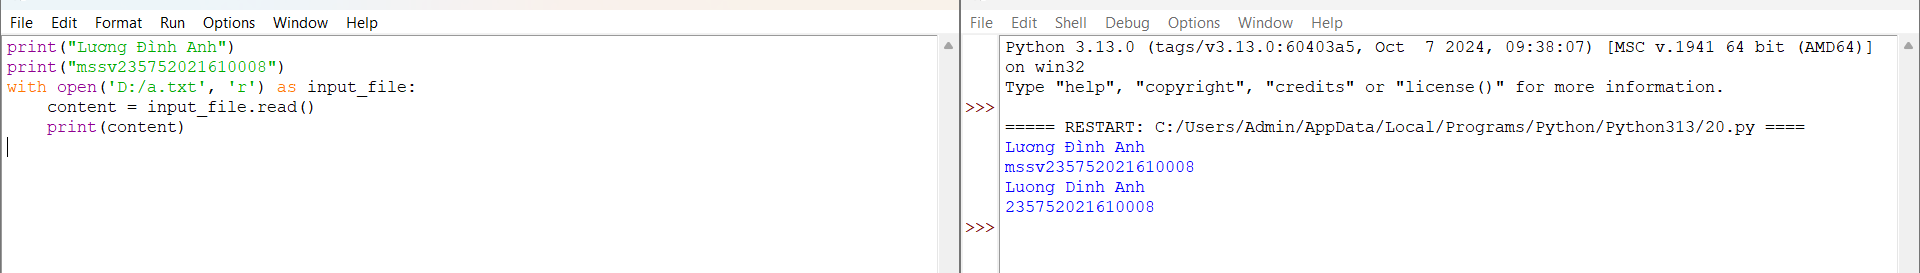 File Edit Format Run Options Window Help
print("Lương Đình Anh")
print("mssv235752021610008")
with open('D:/a.txt', 'r') as input_file:
    content = input_file.read()
    print(content)
File Edit Shell Debug Options Window Help
Python 3.13.0 (tags/v3.13.0:60403a5, Oct  7 2024, 09:38:07) [MSC v.1941 64 bit (AMD64)]
on win32
Type "help", "copyright", "credits" or "license()" for more information.
>>>
===== RESTART: C:/Users/Admin/AppData/Local/Programs/Python/Python313/20.py ====
Lương Đình Anh
mssv235752021610008
Luong Dinh Anh
235752021610008
>>>